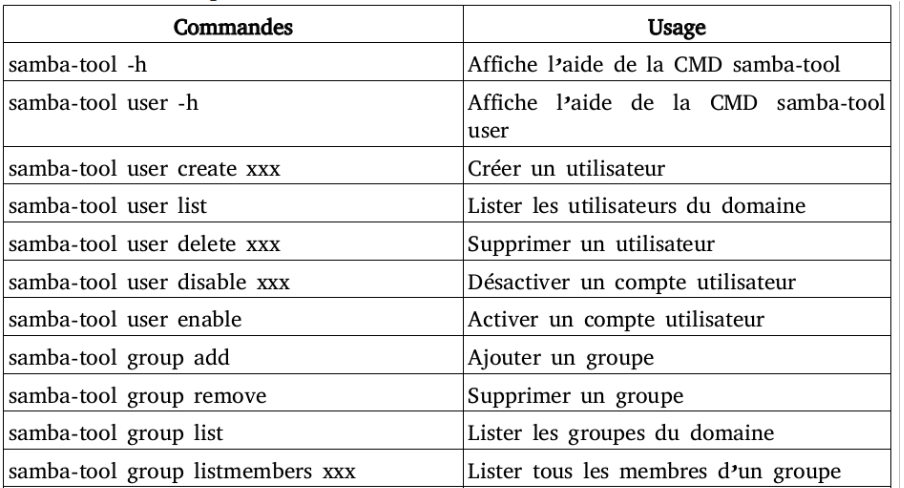 Commandes Usage
samba-tool -h Affiche l’aide de la CMD samba-tool
samba-tool user -h Affiche l’aide de la CMD samba-tool
user
samba-tool user create xxx Créer un utilisateur
samba-tool user list Lister les utilisateurs du domaine
samba-tool user delete xxx Supprimer un utilisateur
samba-tool user disable xxx Désactiver un compte utilisateur
samba-tool user enable Activer un compte utilisateur
samba-tool group add Ajouter un groupe
samba-tool group remove Supprimer un groupe
samba-tool group list Lister les groupes du domaine
samba-tool group listmembers xxx Lister tous les membres d’un groupe